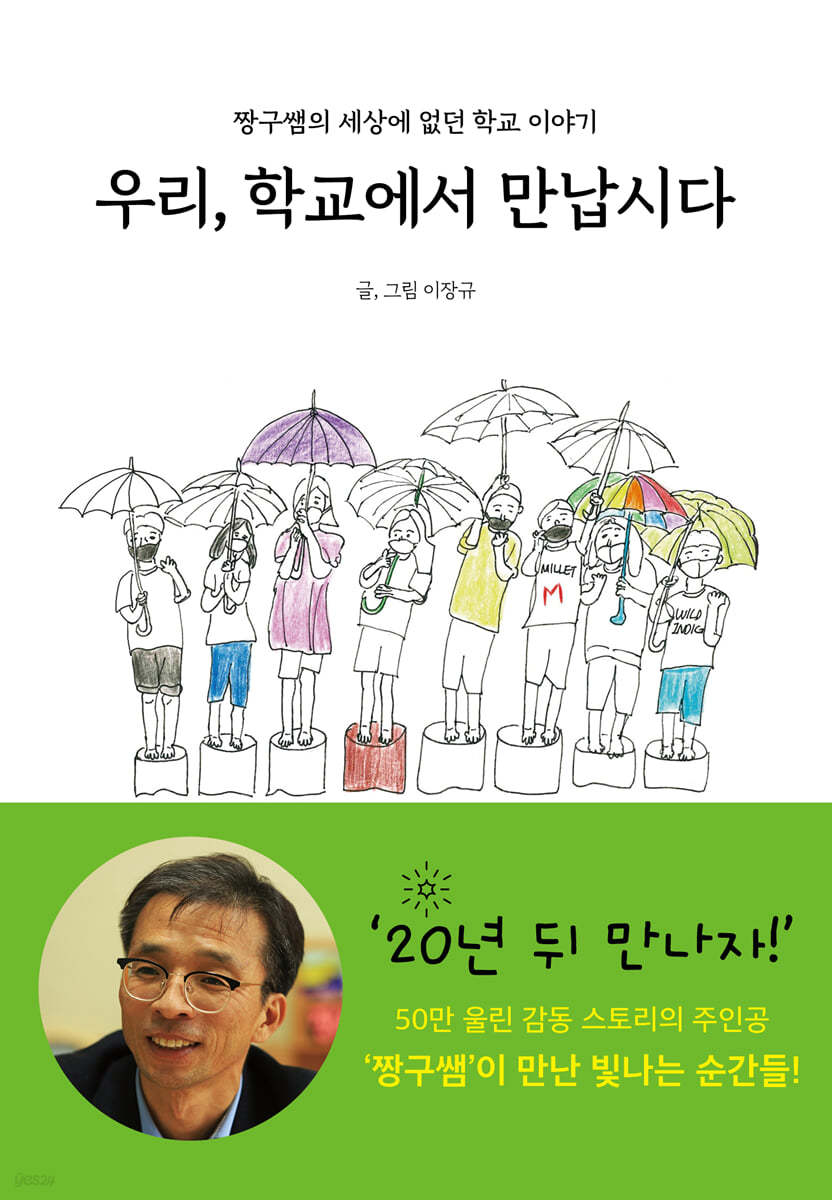 짱구쌤의 세상에 없던 학교 이야기
우리, 학교에서 만납시다
글, 그림 이장규
MILLET
M
WILD
INDIG
‘20년 뒤 만나자!’
50만 울린 감동 스토리의 주인공
‘짱구쌤’이 만난 빛나는 순간들!
yes24